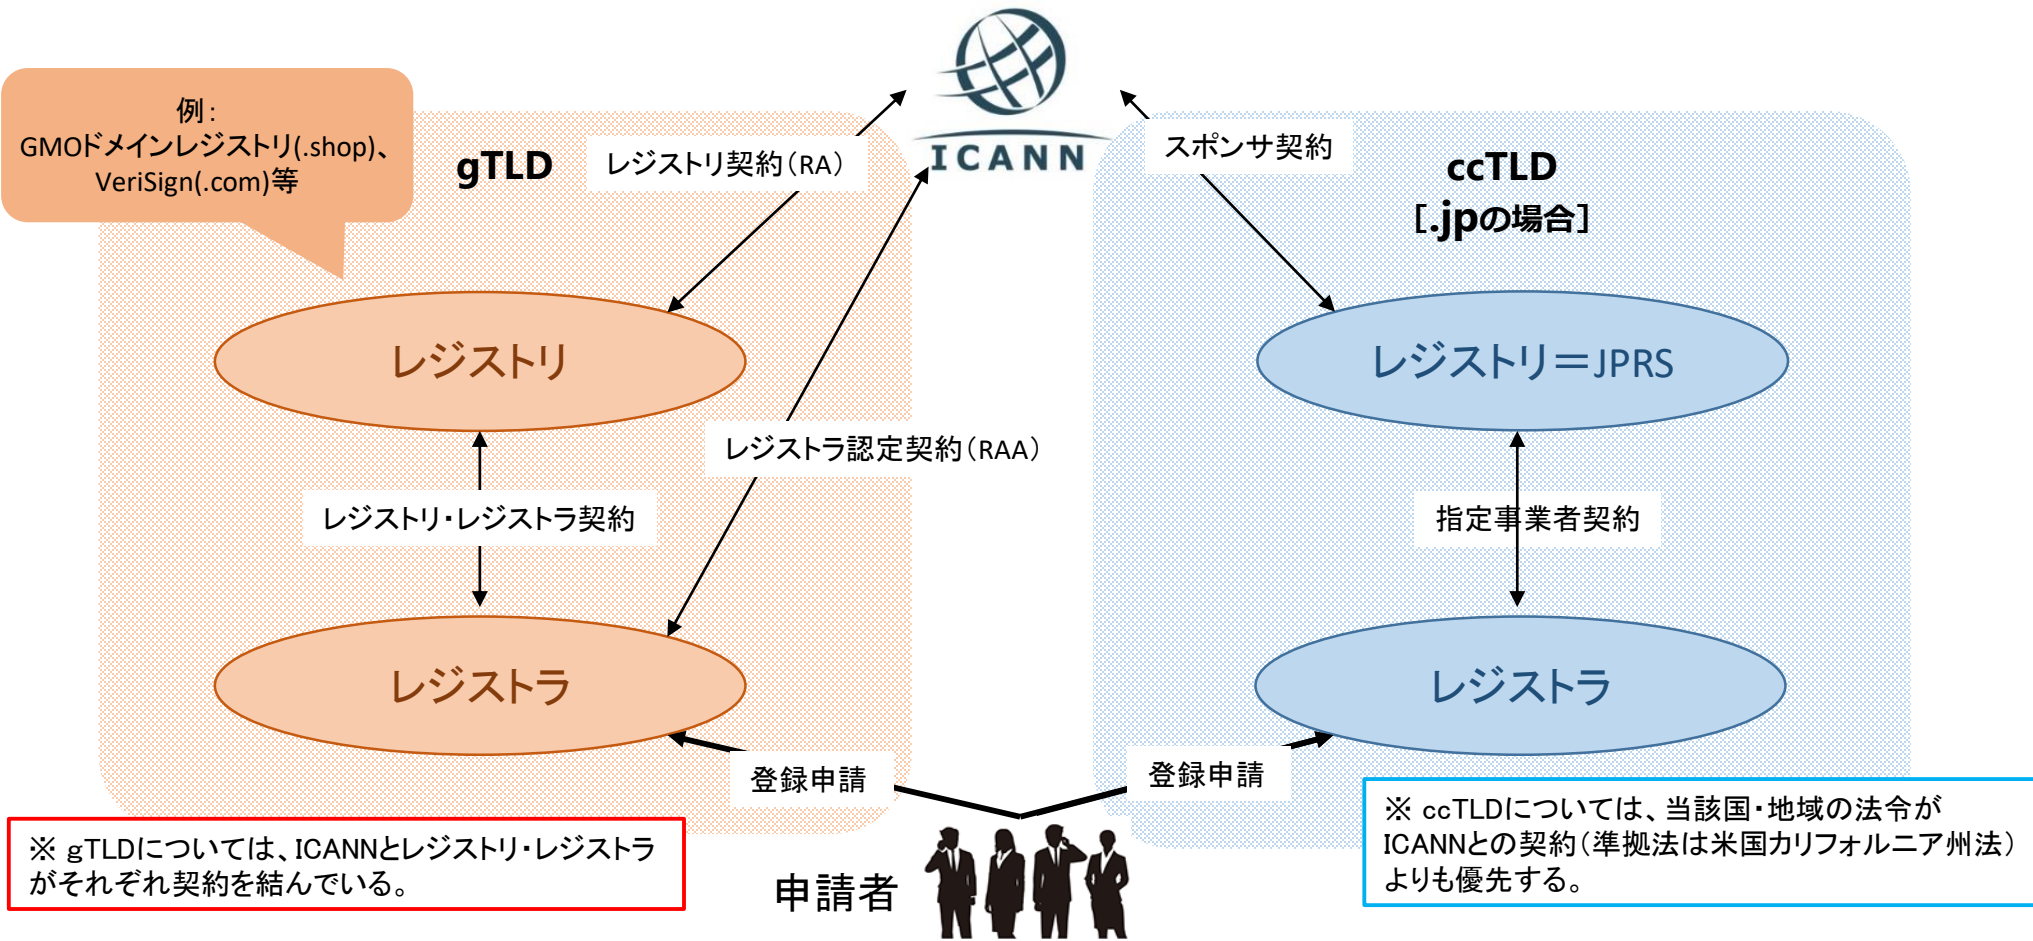 例：
GMOドメインレジストリ(.shop)、
VeriSign(.com)等
gTLD
レジストリ契約（RA）
ICANN
スポンサ契約
ccTLD
［.jpの場合］
レジストリ
レジストリ＝JPRS
レジストラ認定契約（RAA）
レジストリ・レジストラ契約
指定事業者契約
レジストラ
レジストラ
登録申請
登録申請
※ gTLDについては、ICANNとレジストリ・レジストラ
がそれぞれ契約を結んでいる。
申請者
※ ccTLDについては、当該国・地域の法令が
ICANNとの契約（準拠法は米国カリフォルニア州法）
よりも優先する。